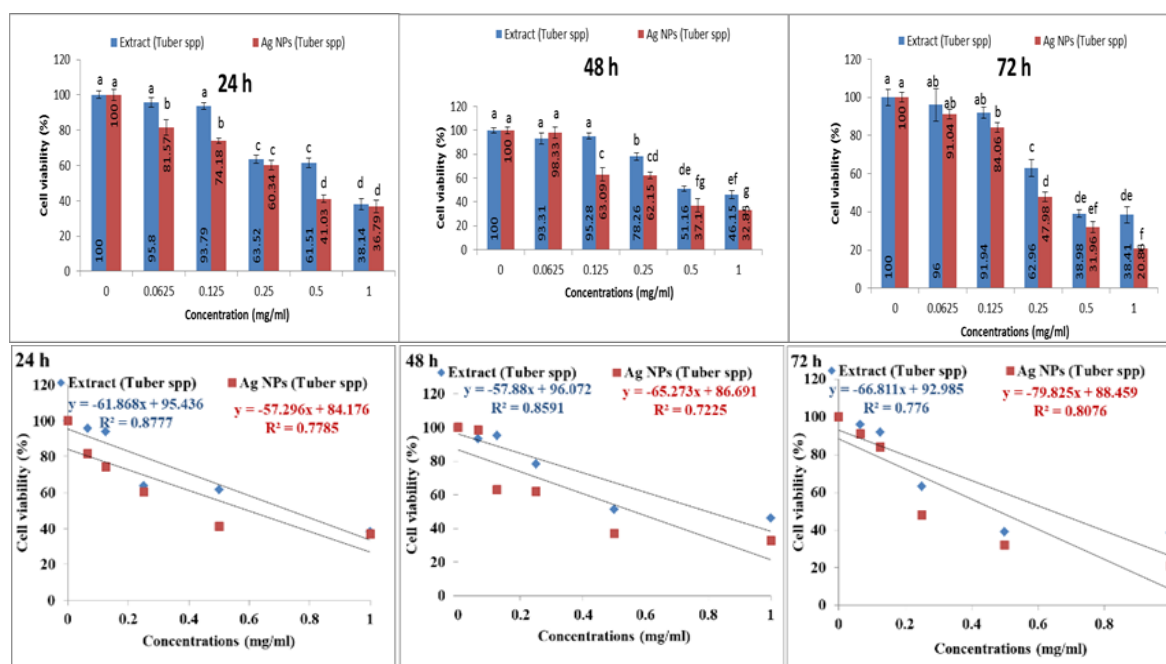 Extract (Tuber spp) Ag NPs (Tuber spp)
24 h
Cell viability (%)
120
100
80
60
40
20
0
a a a b a b c c c d d d
100 100 95.8 81.57 93.79 74.18 63.52 60.34 61.51 41.03 38.14 36.79
0 0.0625 0.125 0.25 0.5 1
Concentration (mg/ml)
Extract (Tuber spp) Ag NPs (Tuber spp)
48 h
Cell viability (%)
120
100
80
60
40
20
0
a a a a a c b cd de fg ef g
100 100 93.31 98.33 95.28 63.09 78.26 62.15 51.16 37.1 46.15
0 0.0625 0.125 0.25 0.5 1
Concentrations (mg/ml)
Extract (Tuber spp) Ag NPs (Tuber spp)
72 h
Cell viability (%)
120
100
80
60
40
20
0
a a ab ab ab b c d de ef de f
100 100 96 91.04 91.94 84.06 62.96 47.98 38.98 31.96 38.41
0 0.0625 0.125 0.25 0.5 1
Concentrations (mg/ml)
24 h
Extract (Tuber spp) Ag NPs (Tuber spp)
y = -61.868x + 95.436 y = -57.296x + 84.176
R² = 0.8777 R² = 0.7785
Cell viability (%)
120
100
80
60
40
20
0
0 0.2 0.4 0.6 0.8 1
Concentrations (mg/ml)
48 h
Extract (Tuber spp) Ag NPs (Tuber spp)
y = -57.88x + 96.072 y = -65.273x + 86.691
R² = 0.8591 R² = 0.7225
Cell viability (%)
120
100
80
60
40
20
0
0 0.2 0.4 0.6 0.8 1
Concentrations (mg/ml)
72 h
Extract (Tuber spp) Ag NPs (Tuber spp)
y = -66.811x + 92.985 y = -79.825x + 88.459
R² = 0.776 R² = 0.8076
Cell viability (%)
120
100
80
60
40
20
0
0 0.2 0.4 0.6 0.8
Concentrations (mg/ml)